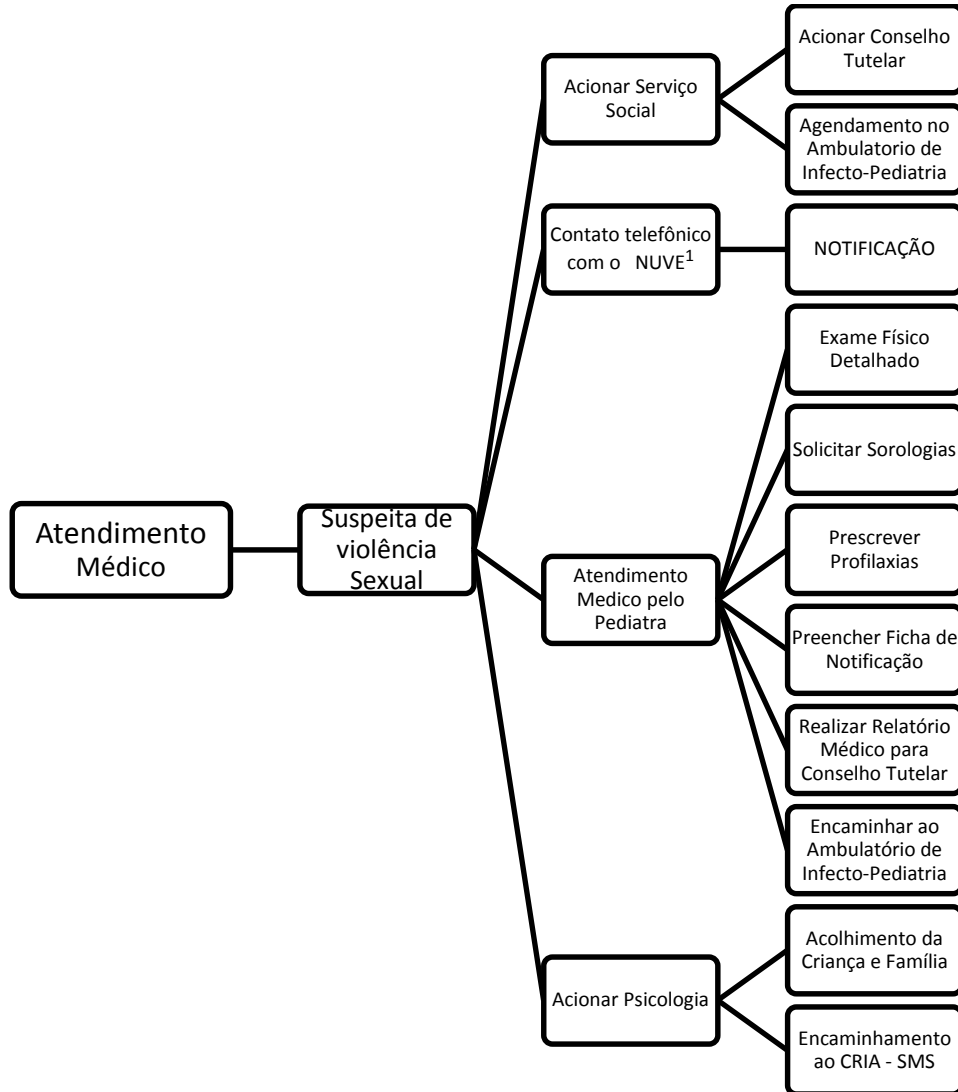 Atendimento
Médico
Suspeita de
violência
Sexual
Acionar Serviço
Social
Acionar Conselho
Tutelar
Agendamento no
Ambulatorio de
Infecto-Pediatria
Contato telefônico
com o NUVE¹
NOTIFICAÇÃO
Atendimento
Medico pelo
Pediatra
Exame Físico
Detalhado
Solicitar Sorologias
Prescrever
Profilaxias
Preencher Ficha de
Notificação
Realizar Relatório
Médico para
Conselho Tutelar
Encaminhar ao
Ambulatório de
Infecto-Pediatria
Acionar Psicologia
Acolhimento da
Criança e Família
Encaminhamento
ao CRIA - SMS